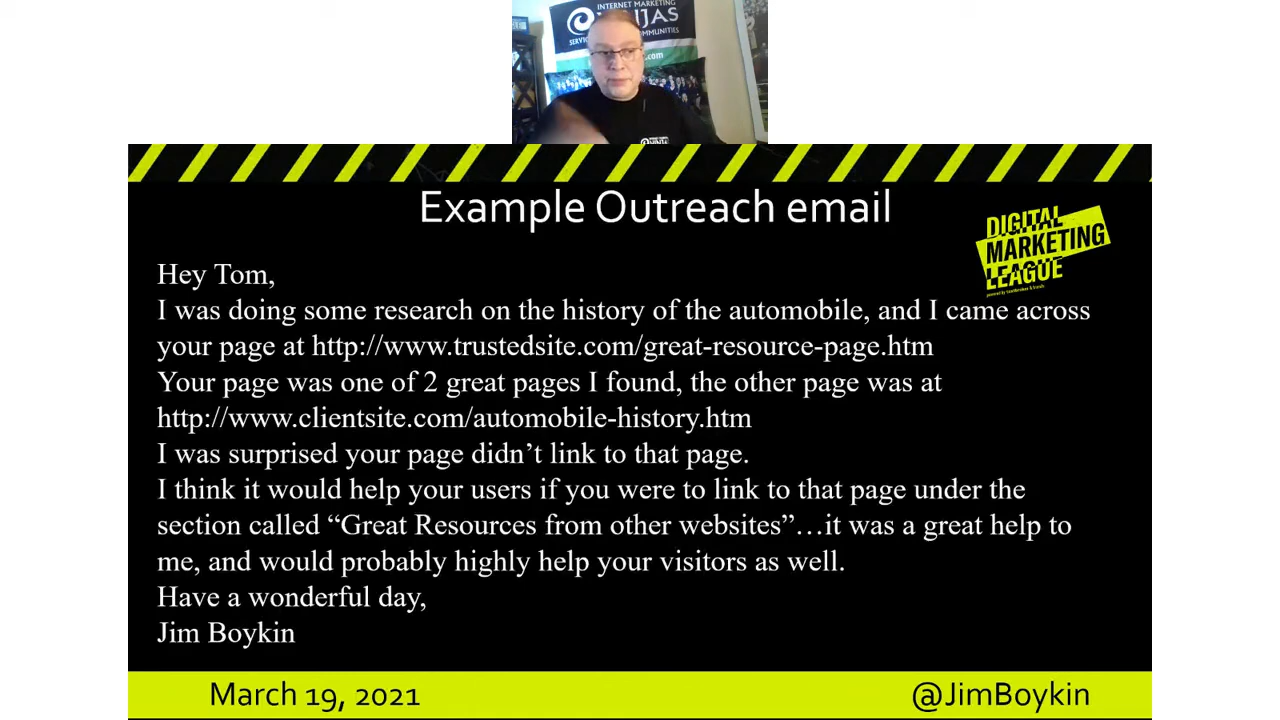 INTERNET MARKETING
NINJAS
.com
Example Outreach email
DIGITAL
MARKETING
LEAGUE
Hey Tom,
I was doing some research on the history of the automobile, and I came across
your page at http://www.trustedsite.com/great-resource-page.htm
Your page was one of 2 great pages I found, the other page was at
http://www.clientsite.com/automobile-history.htm
I was surprised your page didn’t link to that page.
I think it would help your users if you were to link to that page under the
section called “Great Resources from other websites”…it was a great help to
me, and would probably highly help your visitors as well.
Have a wonderful day,
Jim Boykin
March 19, 2021
@JimBoykin